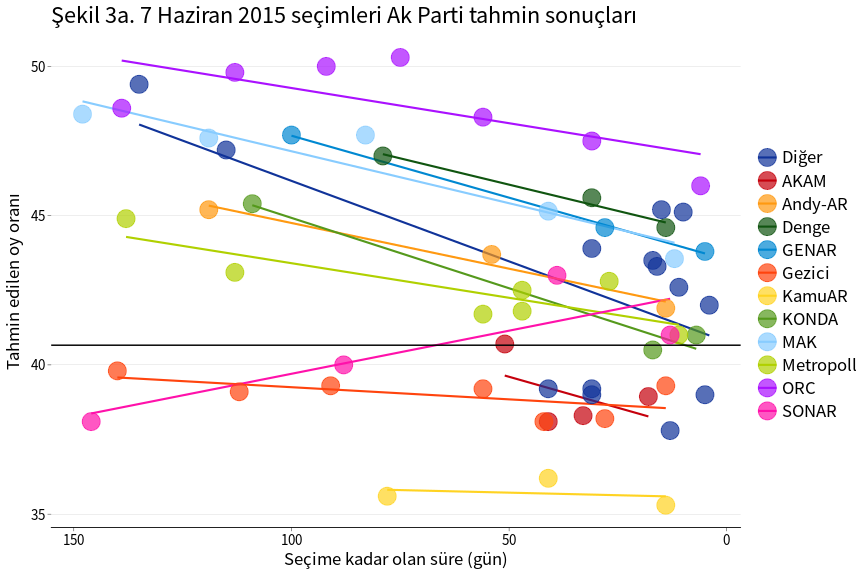 Şekil 3a. 7 Haziran 2015 seçimleri Ak Parti tahmin sonuçları
Tahmin edilen oy oranı
50
45
40
35
150
100
50
0
Seçime kadar olan süre (gün)
Diğer
AKAM
Andy-AR
Denge
GENAR
Gezici
KamuAR
KONDA
MAK
Metropoll
ORC
SONAR